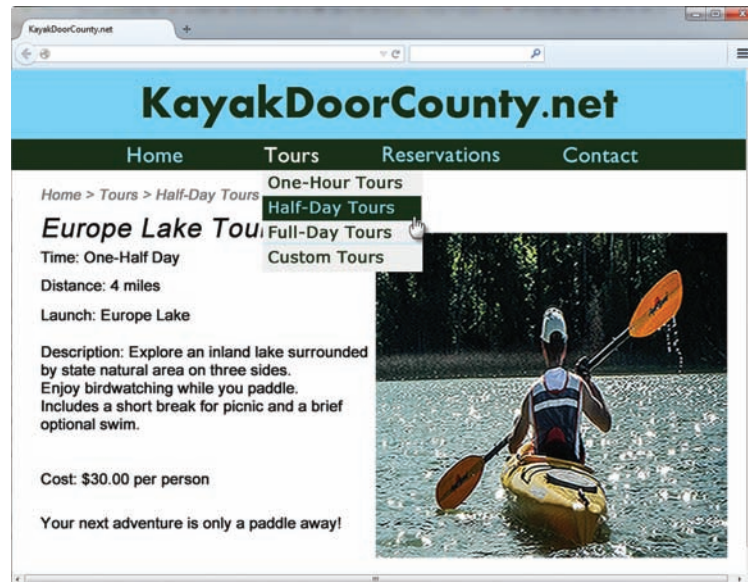 KayakDoorCounty.net
KayakDoorCounty.net
Home Tours Reservations Contact
One-Hour Tours
Half-Day Tours
Full-Day Tours
Custom Tours
Home > Tours > Half-Day Tours
Europe Lake Tou
Time: One-Half Day
Distance: 4 miles
Launch: Europe Lake
Description: Explore an inland lake surrounded
by state natural area on three sides.
Enjoy birdwatching while you paddle.
Includes a short break for picnic and a brief
optional swim.
Cost: $30.00 per person
Your next adventure is only a paddle away!